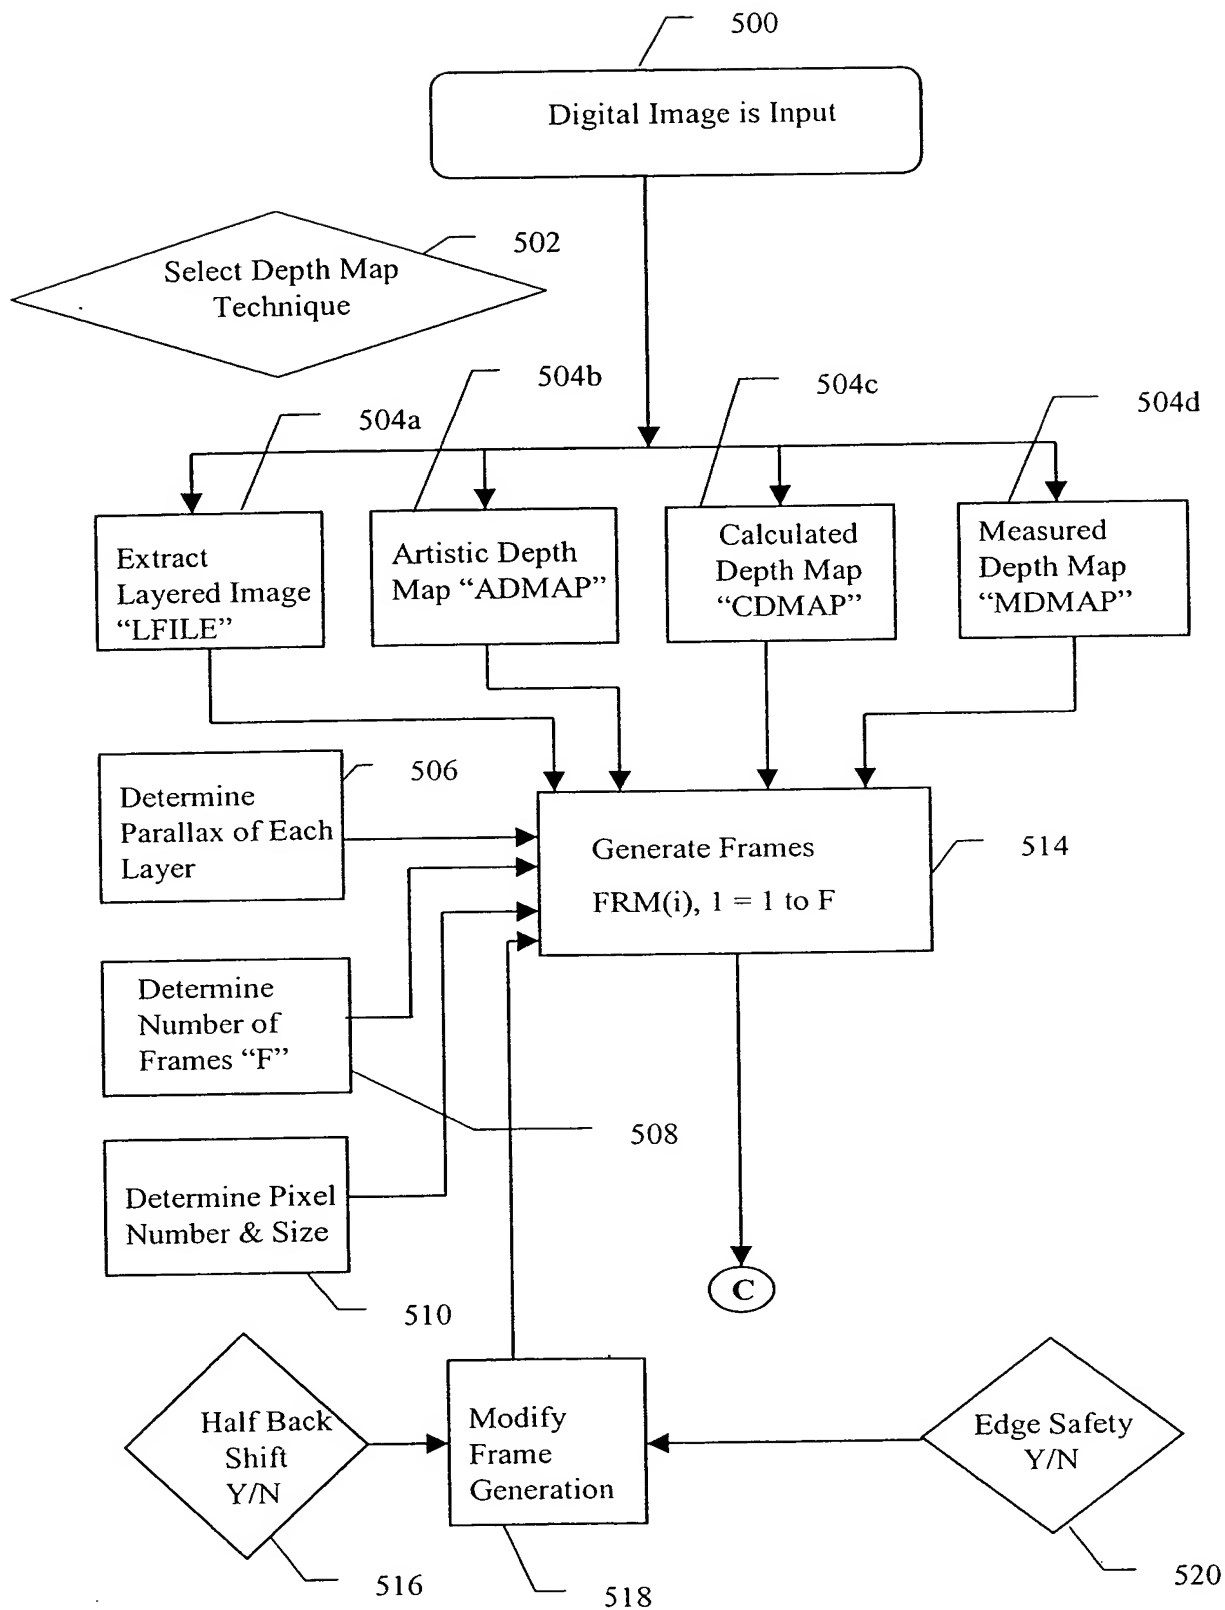 500
Digital Image is Input
502
Select Depth Map
Technique
504a
504b
504c
504d
Extract
Layered Image
“LFILE”
Artistic Depth
Map “ADMAP”
Calculated
Depth Map
“CDMAP”
Measured
Depth Map
“MDMAP”
506
Determine
Parallax of Each
Layer
Generate Frames
FRM(i), 1 = 1 to F
514
Determine
Number of
Frames “F”
508
Determine Pixel
Number & Size
510
C
Half Back
Shift
Y/N
516
Modify
Frame
Generation
518
Edge Safety
Y/N
520